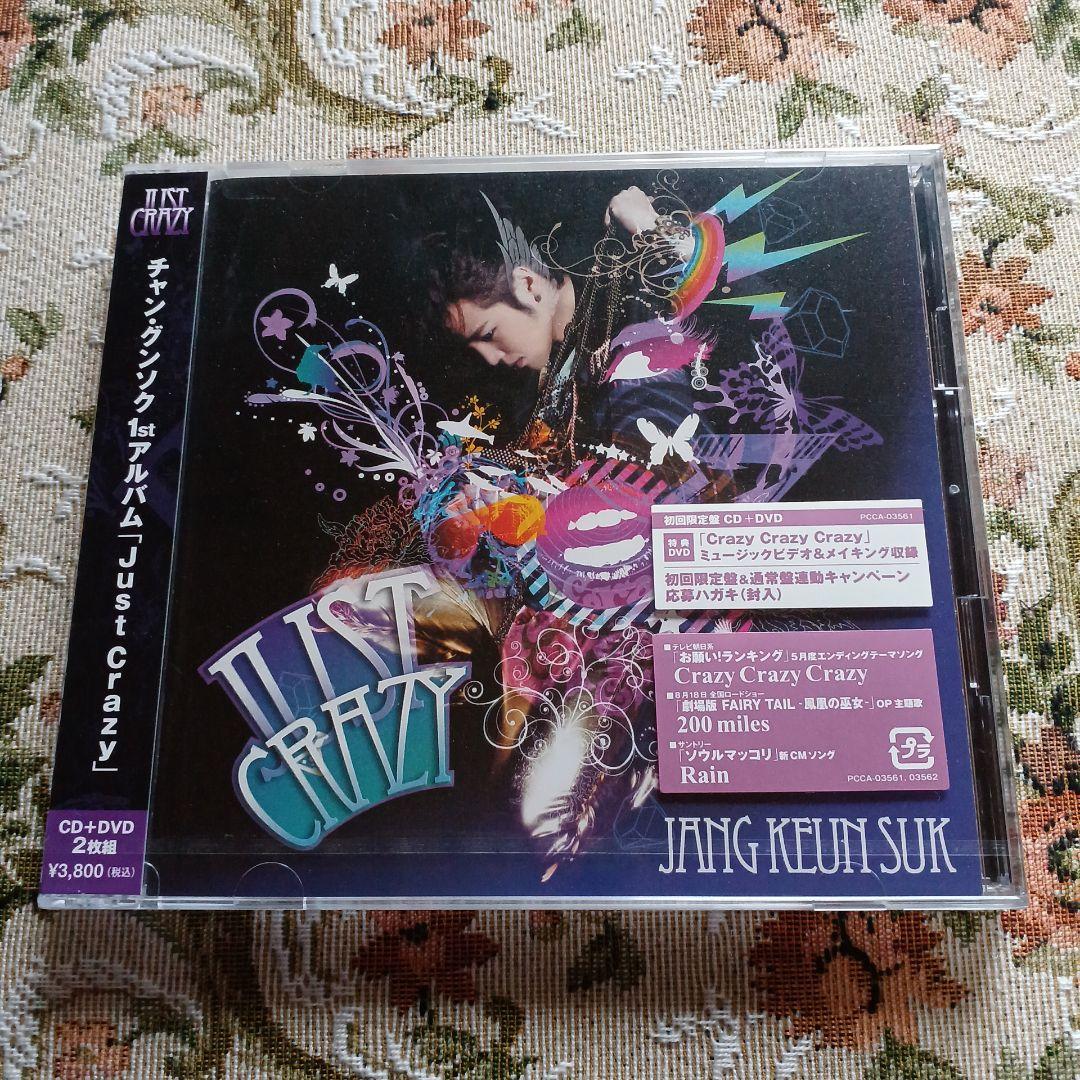 JUST
CRAZY
チャン・グンソク 1stアルバム「Just Crazy」
CD+DVD
2枚組
¥3,800(税込)
JUST
CRAZY
初回限定盤 CD+DVD
PCCA-03561
特典
DVD
「Crazy Crazy Crazy」
ミュージックビデオ&メイキング収録
初回限定盤&通常盤連動キャンペーン
応募ハガキ(封入)
■テレビ朝日系
「お願い!ランキング」5月度エンディングテーマソング
Crazy Crazy Crazy
■8月18日 全国ロードショー
「劇場版 FAIRY TAIL -鳳凰の巫女-」OP主題歌
200 miles
■サントリー
「ソウルマッコリ」新CMソング
Rain
プラ
PCCA-03561, 03562
JANG KEUN SUK